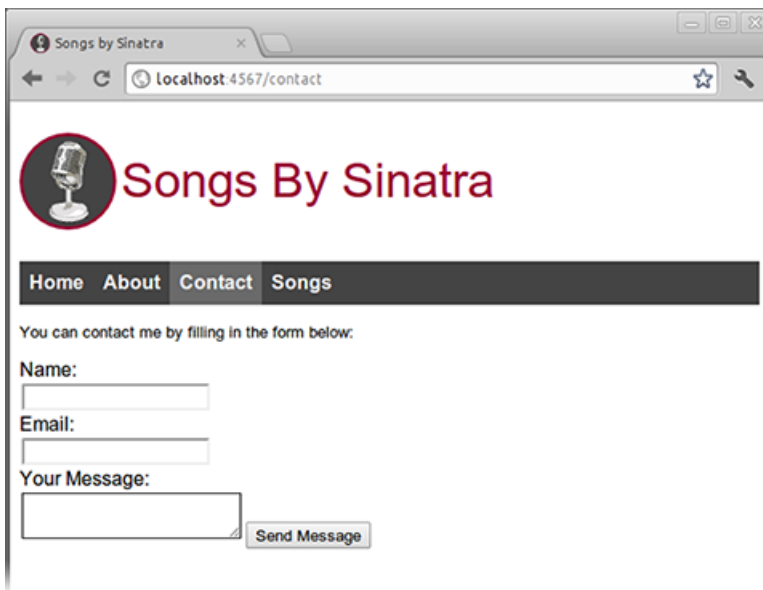 Songs by Sinatra
localhost:4567/contact
Songs By Sinatra
Home About Contact Songs
You can contact me by filling in the form below:
Name:
Email:
Your Message:
Send Message